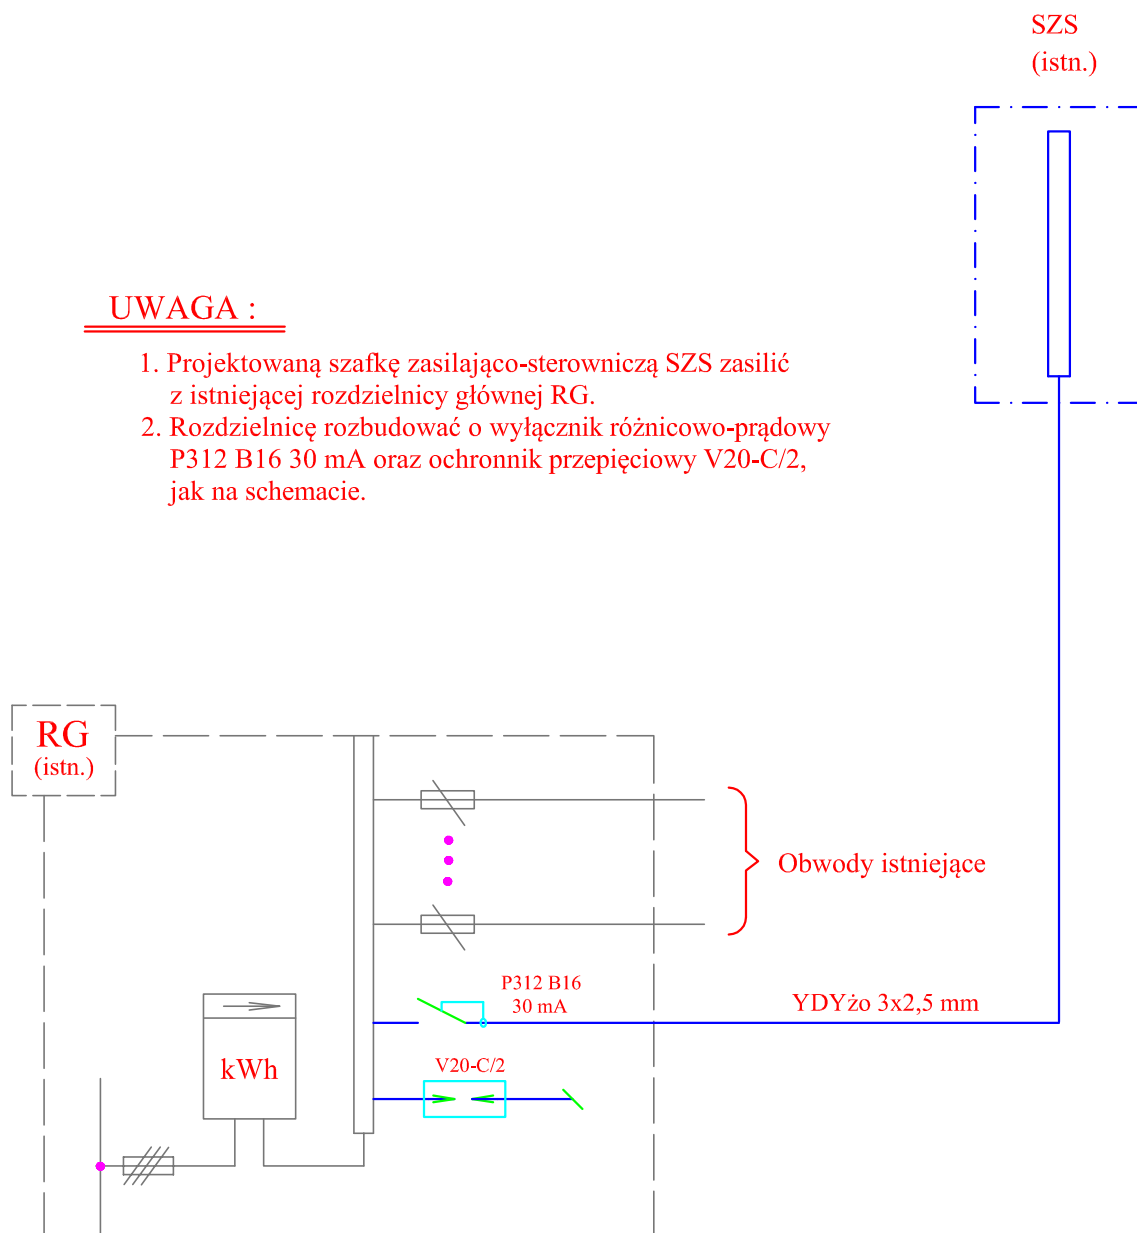 SZS
(istn.)
UWAGA :
1. Projektowaną szafkę zasilająco-sterowniczą SZS zasilić
z istniejącej rozdzielnicy głównej RG.
2. Rozdzielnicę rozbudować o wyłącznik różnicowo-prądowy
P312 B16 30 mA oraz ochronnik przepięciowy V20-C/2,
jak na schemacie.
RG
(istn.)
Obwody istniejące
P312 B16
30 mA
YDYżo 3x2,5 mm
kWh
V20-C/2